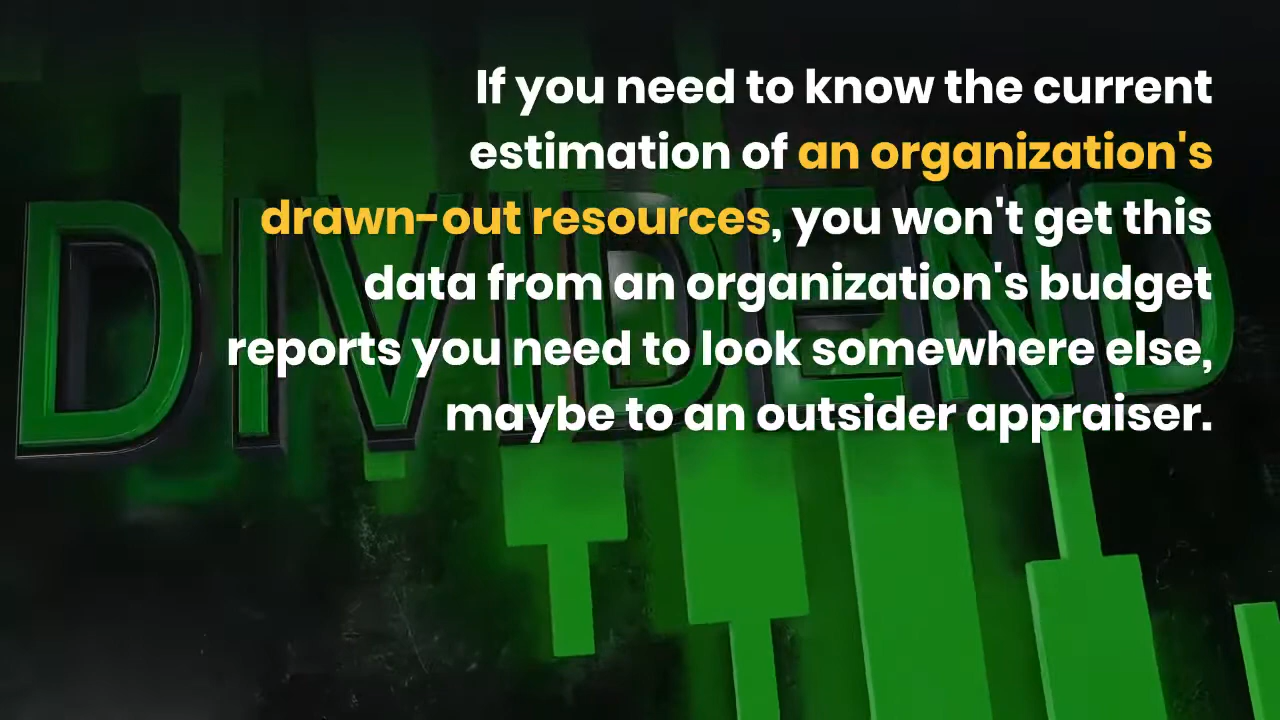 If you need to know the current
estimation of an organization's
drawn-out resources, you won't get this
data from an organization's budget
reports you need to look somewhere else,
maybe to an outsider appraiser.
DIVIDEND